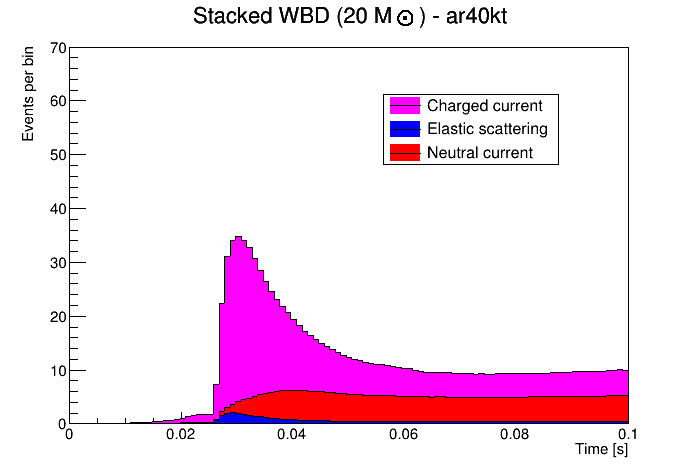 Stacked WBD (20 M⊙) - ar40kt
Events per bin
70
60
50
40
30
20
10
0
Charged current
Elastic scattering
Neutral current
0 0.02 0.04 0.06 0.08 0.1
Time [s]